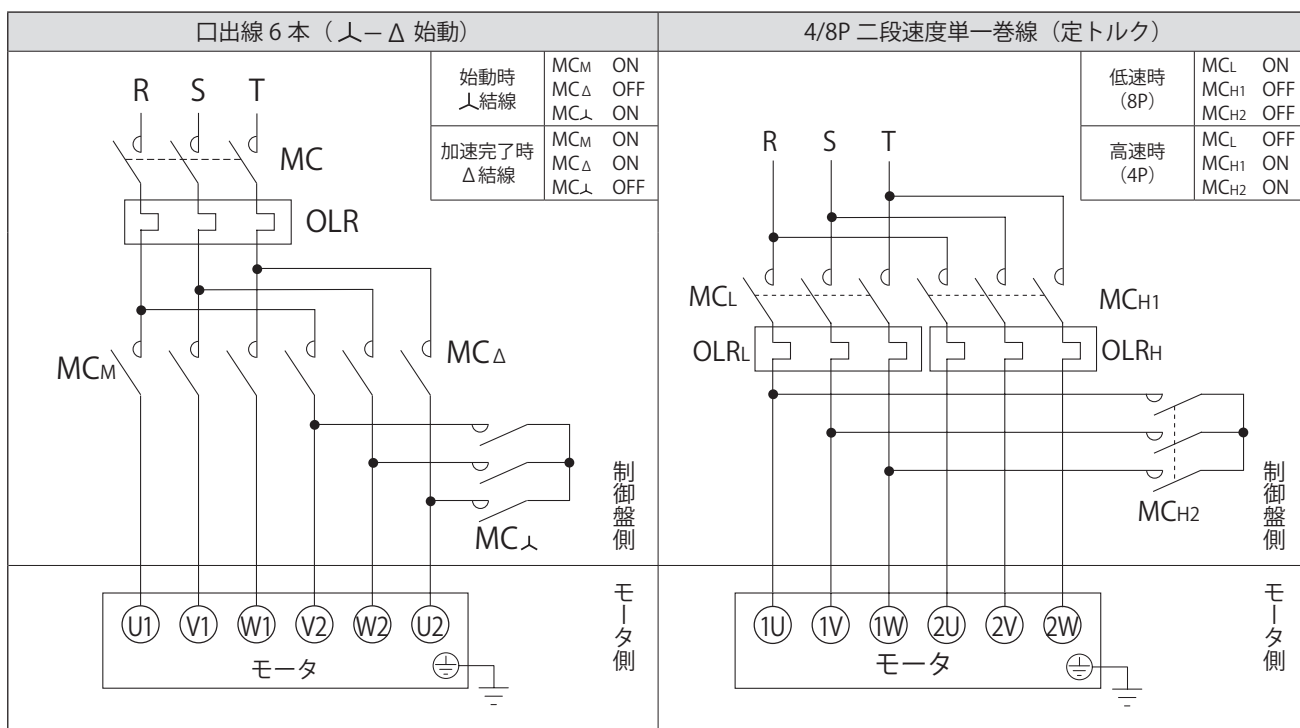 口出線 6 本（人－Δ 始動）
始動時
人結線
MCM ON
MCΔ OFF
MC人 ON
加速完了時
Δ結線
MCM ON
MCΔ ON
MC人 OFF
R S T
MC
OLR
MCM
MCΔ
MC人
制御盤側
U1 V1 W1 V2 W2 U2
モータ
モータ側
4/8P 二段速度単一巻線（定トルク）
低速時
（8P）
MCL ON
MCH1 OFF
MCH2 OFF
高速時
（4P）
MCL OFF
MCH1 ON
MCH2 ON
R S T
MCL
MCH1
OLRL
OLRH
MCH2
制御盤側
1U 1V 1W 2U 2V 2W
モータ
モータ側